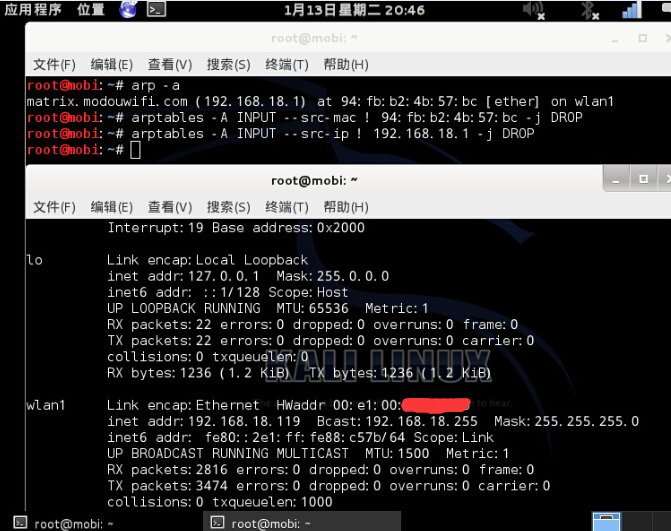 应用程序 位置 1月13日星期二 20:46
root@mobi: ~
文件(F) 编辑(E) 查看(V) 搜索(S) 终端(T) 帮助(H)
root@mobi:~# arp -a
matrix.modouwifi.com (192.168.18.1) at 94:fb:b2:4b:57:bc [ether] on wlan1
root@mobi:~# arptables -A INPUT --src-mac ! 94:fb:b2:4b:57:bc -j DROP
root@mobi:~# arptables -A INPUT --src-ip ! 192.168.18.1 -j DROP
root@mobi:~#
root@mobi: ~
文件(F) 编辑(E) 查看(V) 搜索(S) 终端(T) 帮助(H)
Interrupt:19 Base address:0x2000
lo Link encap:Local Loopback
inet addr:127.0.0.1 Mask:255.0.0.0
inet6 addr: ::1/128 Scope:Host
UP LOOPBACK RUNNING MTU:65536 Metric:1
RX packets:22 errors:0 dropped:0 overruns:0 frame:0
TX packets:22 errors:0 dropped:0 overruns:0 carrier:0
collisions:0 txqueuelen:0
KALI LINUX
RX bytes:1236 (1.2 KiB) TX bytes:1236 (1.2 KiB)
wlan1 Link encap:Ethernet HWaddr 00:e1:00:
to hear.
inet addr:192.168.18.119 Bcast:192.168.18.255 Mask:255.255.255.0
inet6 addr: fe80::2e1:ff:fe88:c57b/64 Scope:Link
UP BROADCAST RUNNING MULTICAST MTU:1500 Metric:1
RX packets:2816 errors:0 dropped:0 overruns:0 frame:0
TX packets:3474 errors:0 dropped:0 overruns:0 carrier:0
collisions:0 txqueuelen:1000
root@mobi: ~ root@mobi: ~